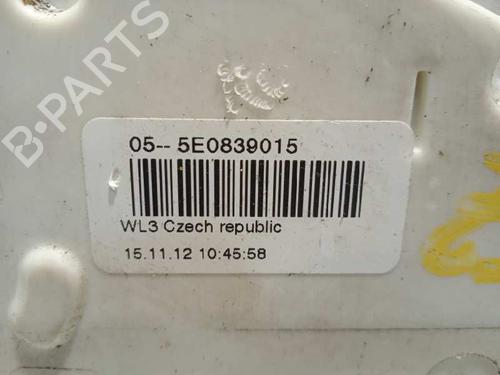 B-PARTS
05-- 5E0839015
WL3 Czech republic
15.11.12 10:45:58